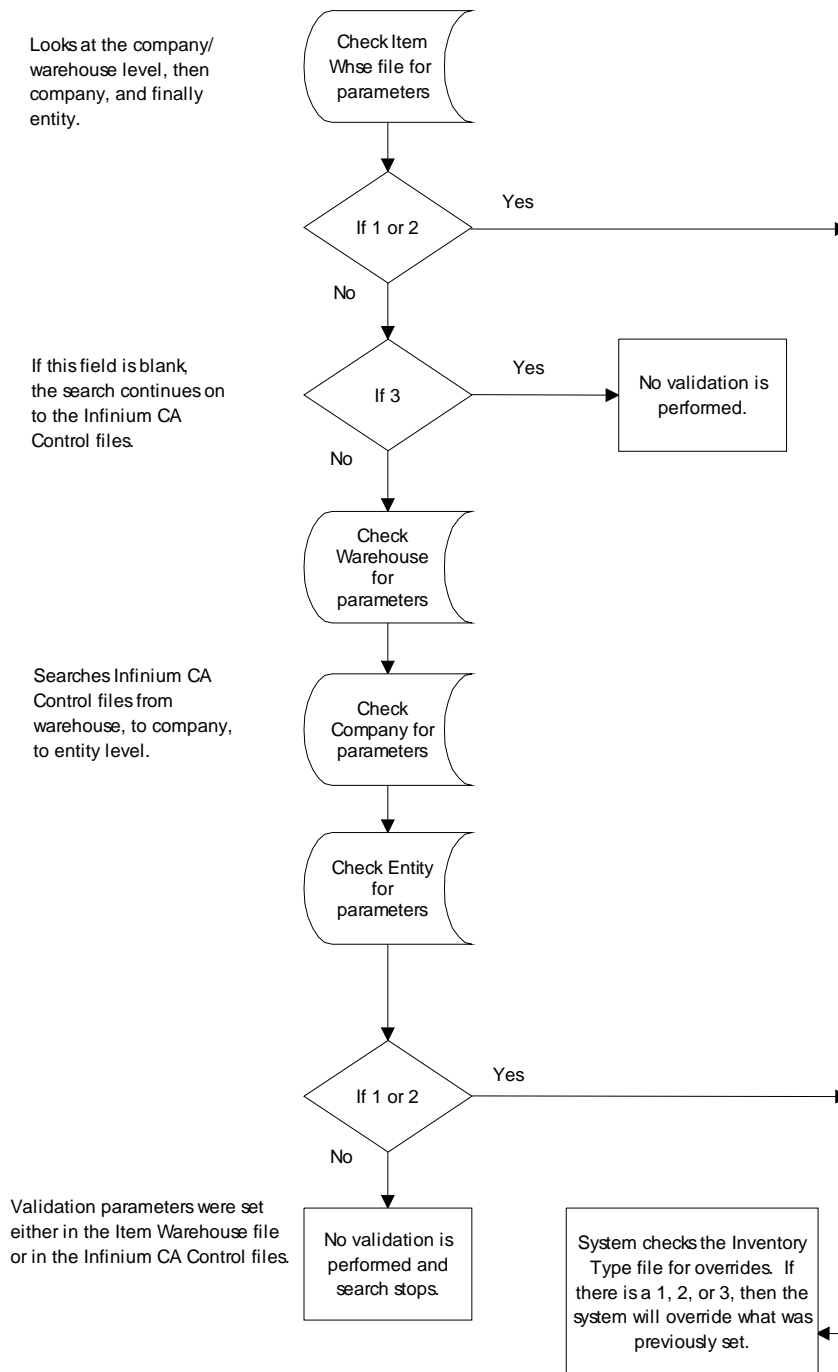 Looks at the company/
warehouse level, then
company, and finally
entity.
Check Item
Whse file for
parameters
If 1 or 2
Yes
No
If this field is blank,
the search continues on
to the Infinium CA
Control files.
If 3
Yes
No validation is
performed.
No
Check
Warehouse
for
parameters
Searches Infinium CA
Control files from
warehouse, to company,
to entity level.
Check
Company for
parameters
Check Entity
for
parameters
If 1 or 2
Yes
No
Validation parameters were set
either in the Item Warehouse file
or in the Infinium CA Control files.
No validation is
performed and
search stops.
System checks the Inventory
Type file for overrides. If
there is a 1, 2, or 3, then the
system will override what was
previously set.